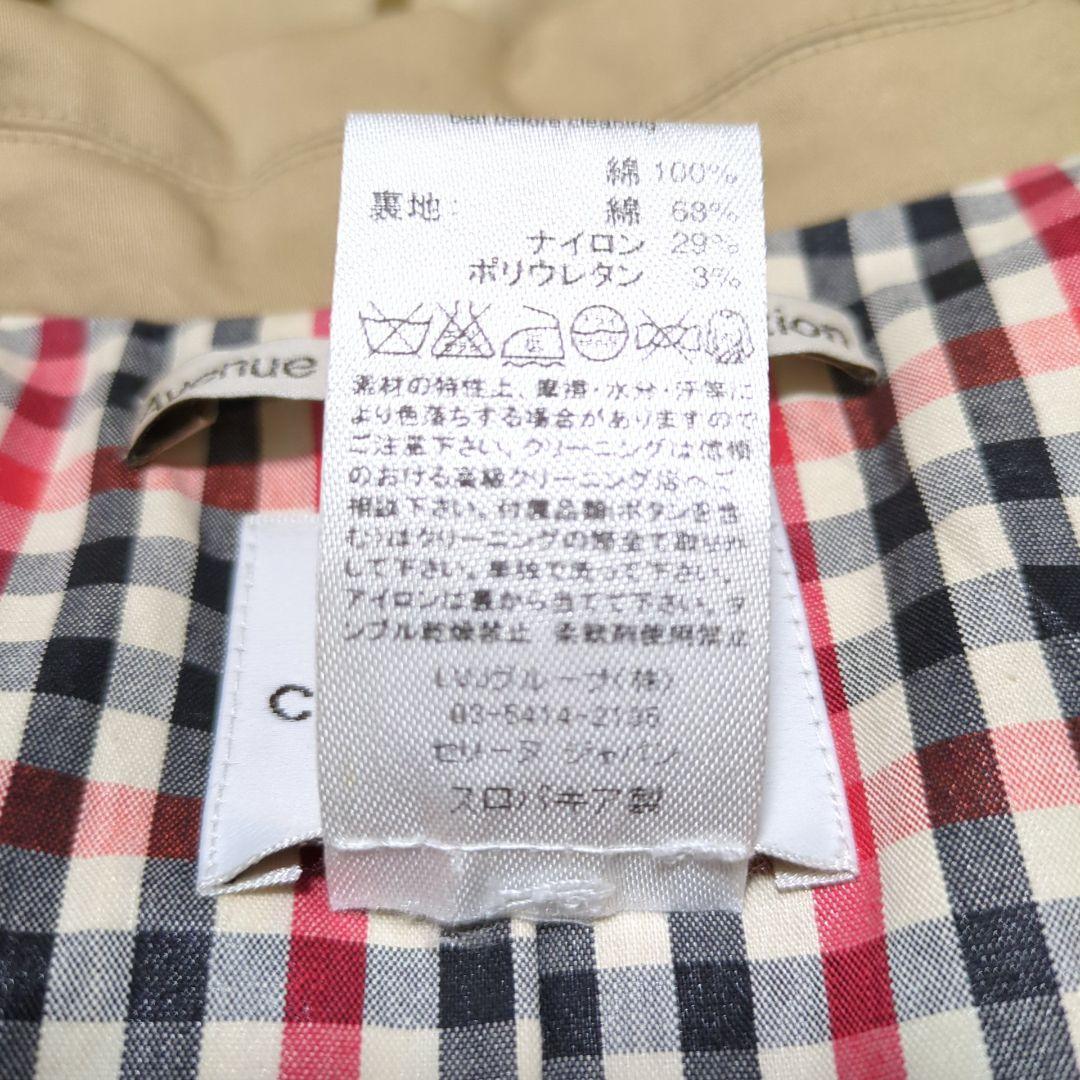 belt before cleaning
綿 100%
裏地: 綿 68%
ナイロン 29%
ポリウレタン 3%
Avenue
tion
素材の特性上、摩擦・水分・汗等に
より色落ちする場合がありますので
ご注意下さい。クリーニングは信頼
のおける高級クリーニング店へご
相談下さい。付属品類(ボタンを含
む)はクリーニングの際全て取り外
して下さい。単独で洗って下さい。
アイロンは裏から当てて下さい。タ
ンブル乾燥禁止 柔軟剤使用禁止
C
LVJグループ(株)
03-5414-2136
セリーヌ ジャパン
スロバキア製